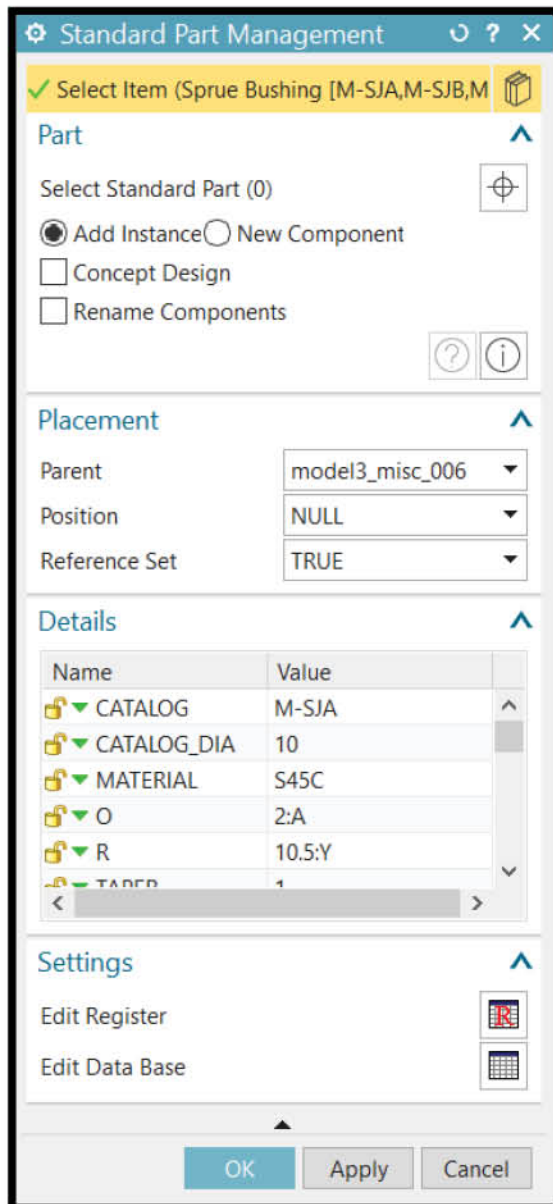 Standard Part Management ?
Select Item (Sprue Bushing [M-SJA,M-SJB,M
Part
Select Standard Part (0)
Add Instance New Component
Concept Design
Rename Components
? i
Placement
Parent model3_misc_006
Position NULL
Reference Set TRUE
Details
Name Value
CATALOG M-SJA
CATALOG_DIA 10
MATERIAL S45C
O 2:A
R 10.5:Y
TAPER 1
Settings
Edit Register R
Edit Data Base
OK Apply Cancel